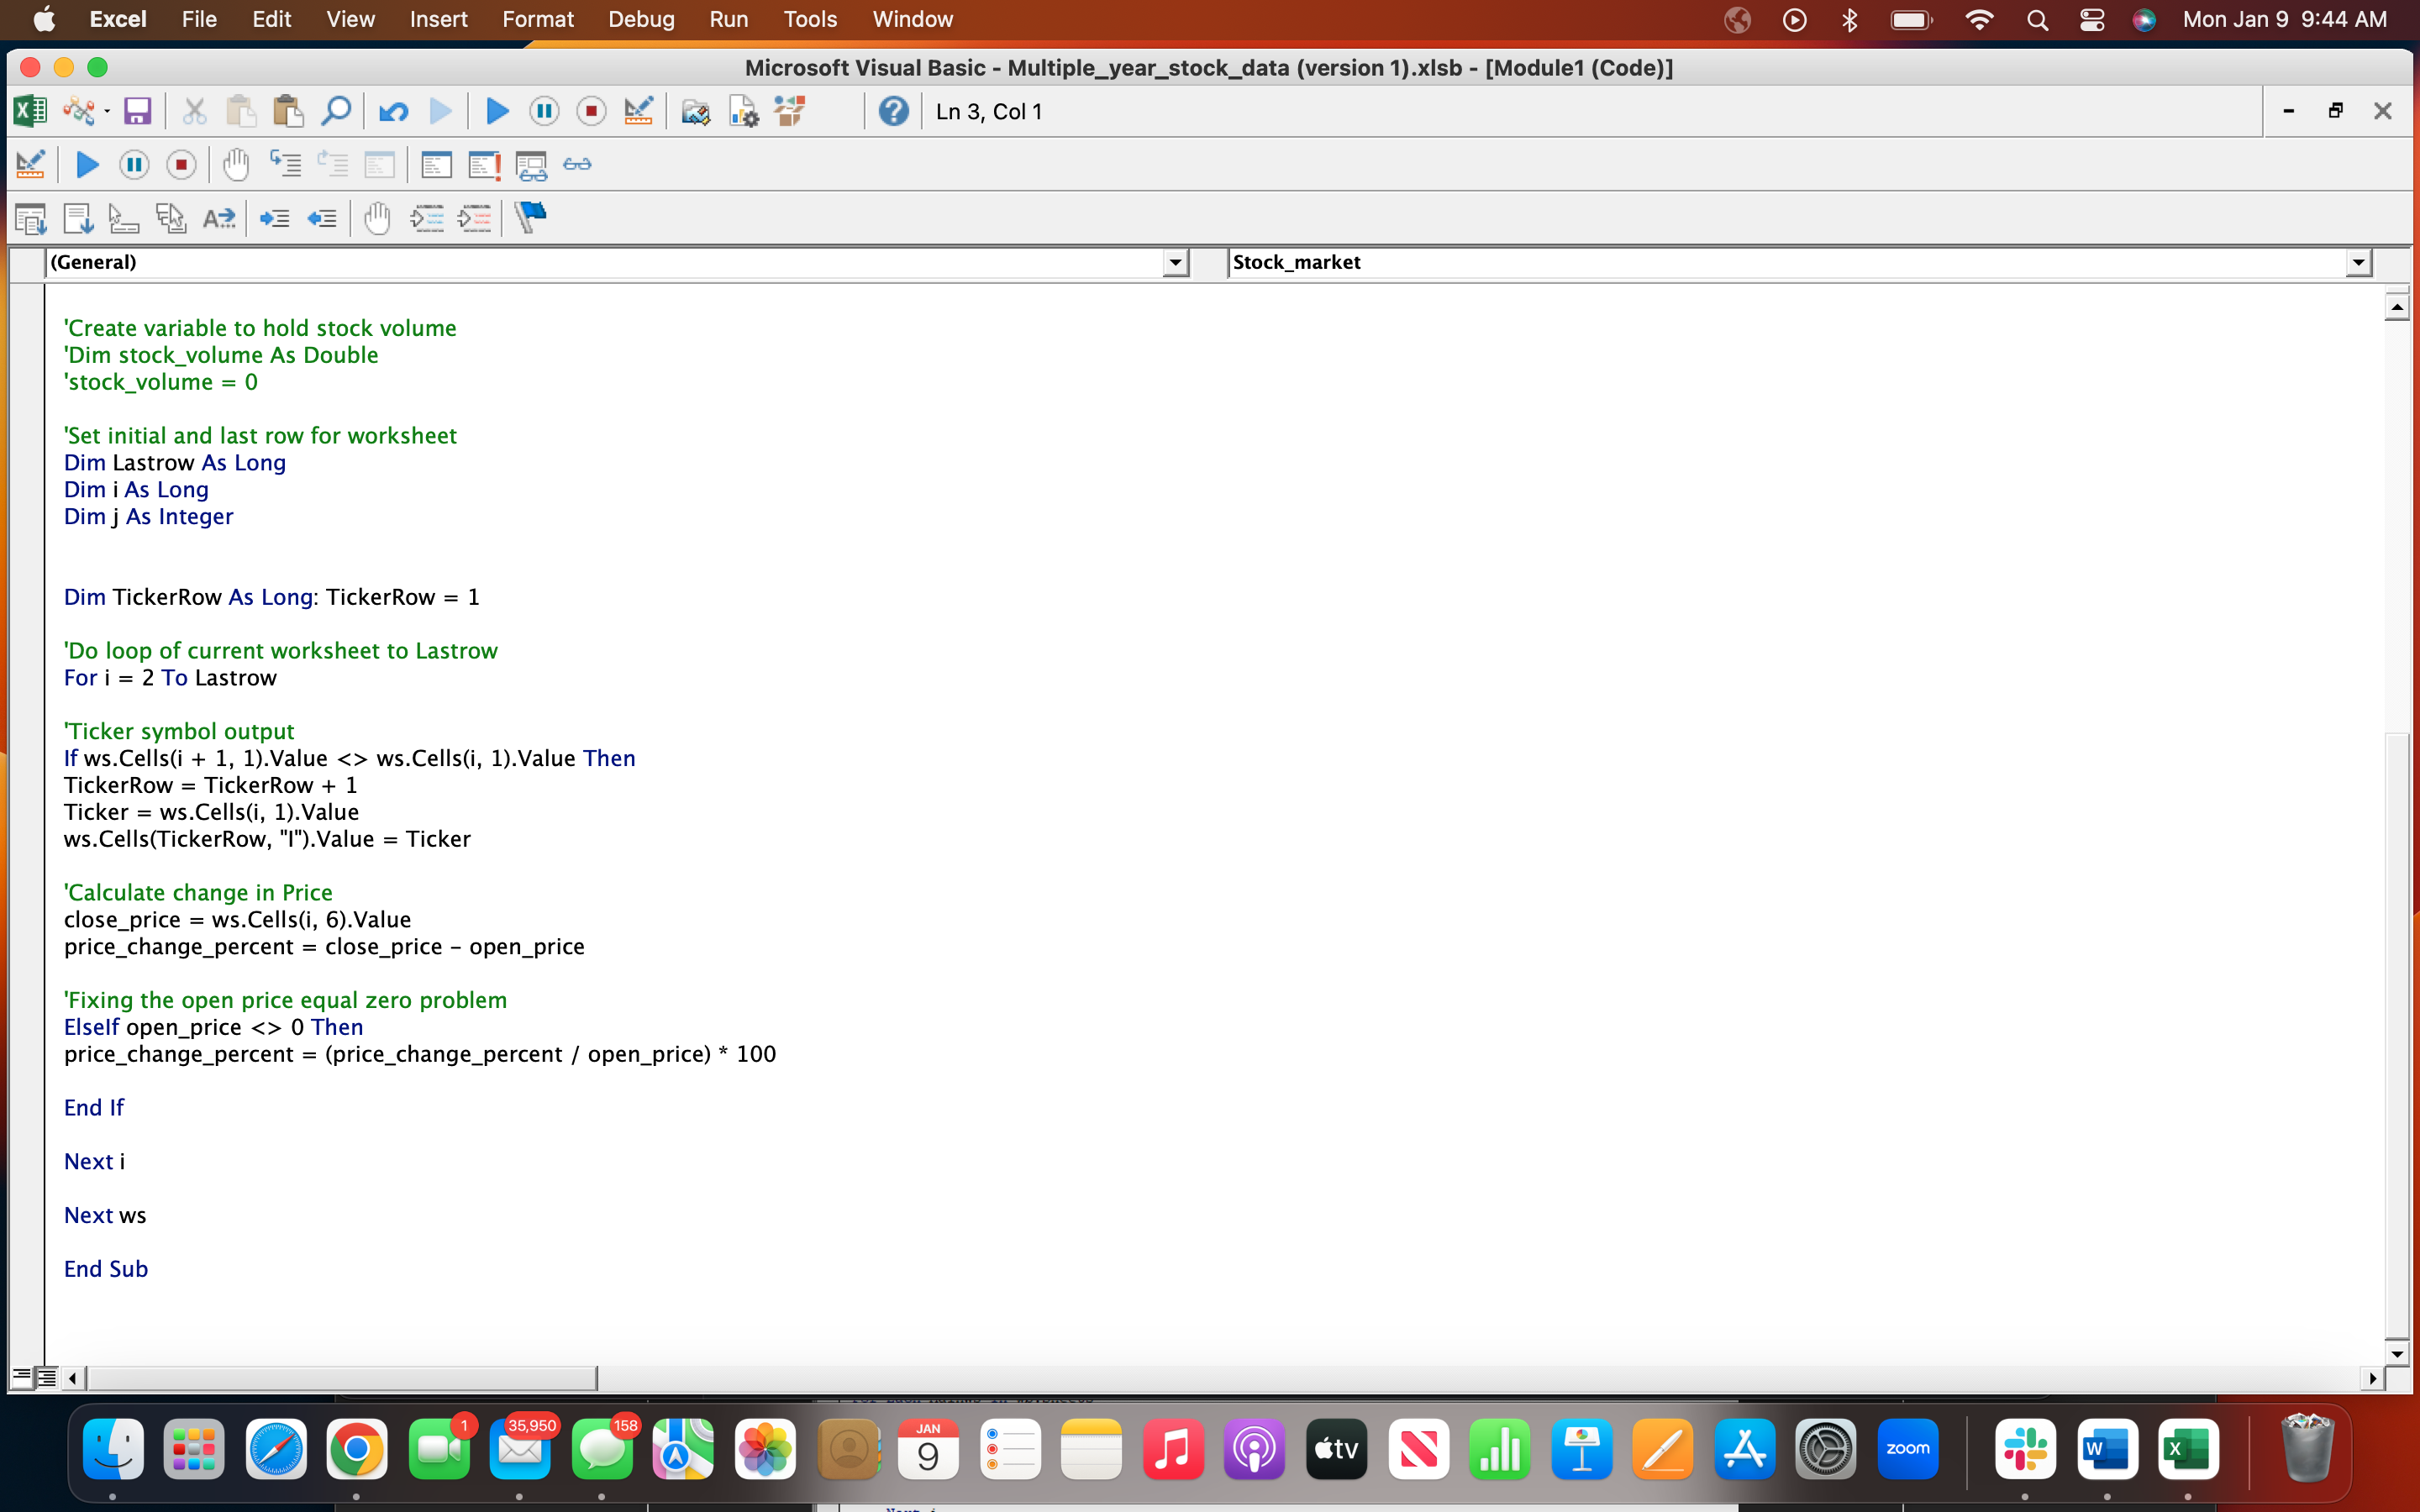 Excel File Edit View Insert Format Debug Run Tools Window Mon Jan 9 9:44 AM
Microsoft Visual Basic - Multiple_year_stock_data (version 1).xlsb - [Module1 (Code)]
Ln 3, Col 1
(General) Stock_market
'Create variable to hold stock volume
'Dim stock_volume As Double
'stock_volume = 0
'Set initial and last row for worksheet
Dim Lastrow As Long
Dim i As Long
Dim j As Integer
Dim TickerRow As Long: TickerRow = 1
'Do loop of current worksheet to Lastrow
For i = 2 To Lastrow
'Ticker symbol output
If ws.Cells(i + 1, 1).Value <> ws.Cells(i, 1).Value Then
TickerRow = TickerRow + 1
Ticker = ws.Cells(i, 1).Value
ws.Cells(TickerRow, "I").Value = Ticker
'Calculate change in Price
close_price = ws.Cells(i, 6).Value
price_change_percent = close_price - open_price
'Fixing the open price equal zero problem
ElseIf open_price <> 0 Then
price_change_percent = (price_change_percent / open_price) * 100
End If
Next i
Next ws
End Sub
1 35,950 158 JAN 9 tv zoom W X